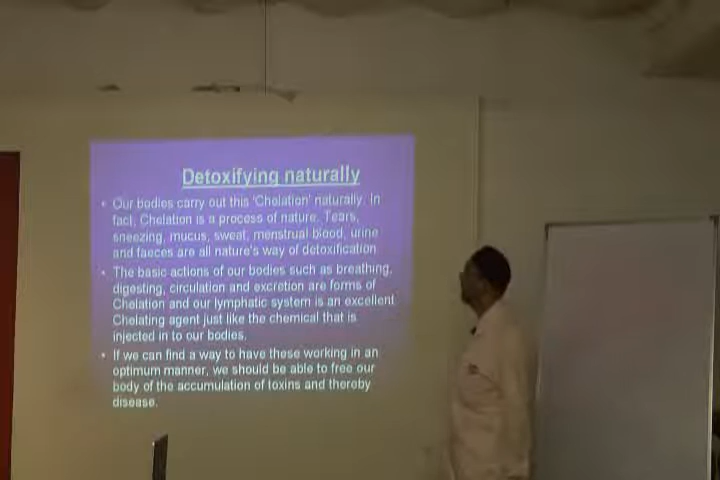 Detoxifying naturally
• Our bodies carry out this 'Chelation' naturally. In
fact, Chelation is a process of nature. Tears,
sneezing, mucus, sweat, menstrual blood, urine
and faeces are all nature's way of detoxification
• The basic actions of our bodies such as breathing,
digesting, circulation and excretion are forms of
Chelation and our lymphatic system is an excellent
Chelating agent just like the chemical that is
injected in to our bodies.
• If we can find a way to have these working in an
optimum manner, we should be able to free our
body of the accumulation of toxins and thereby
disease.